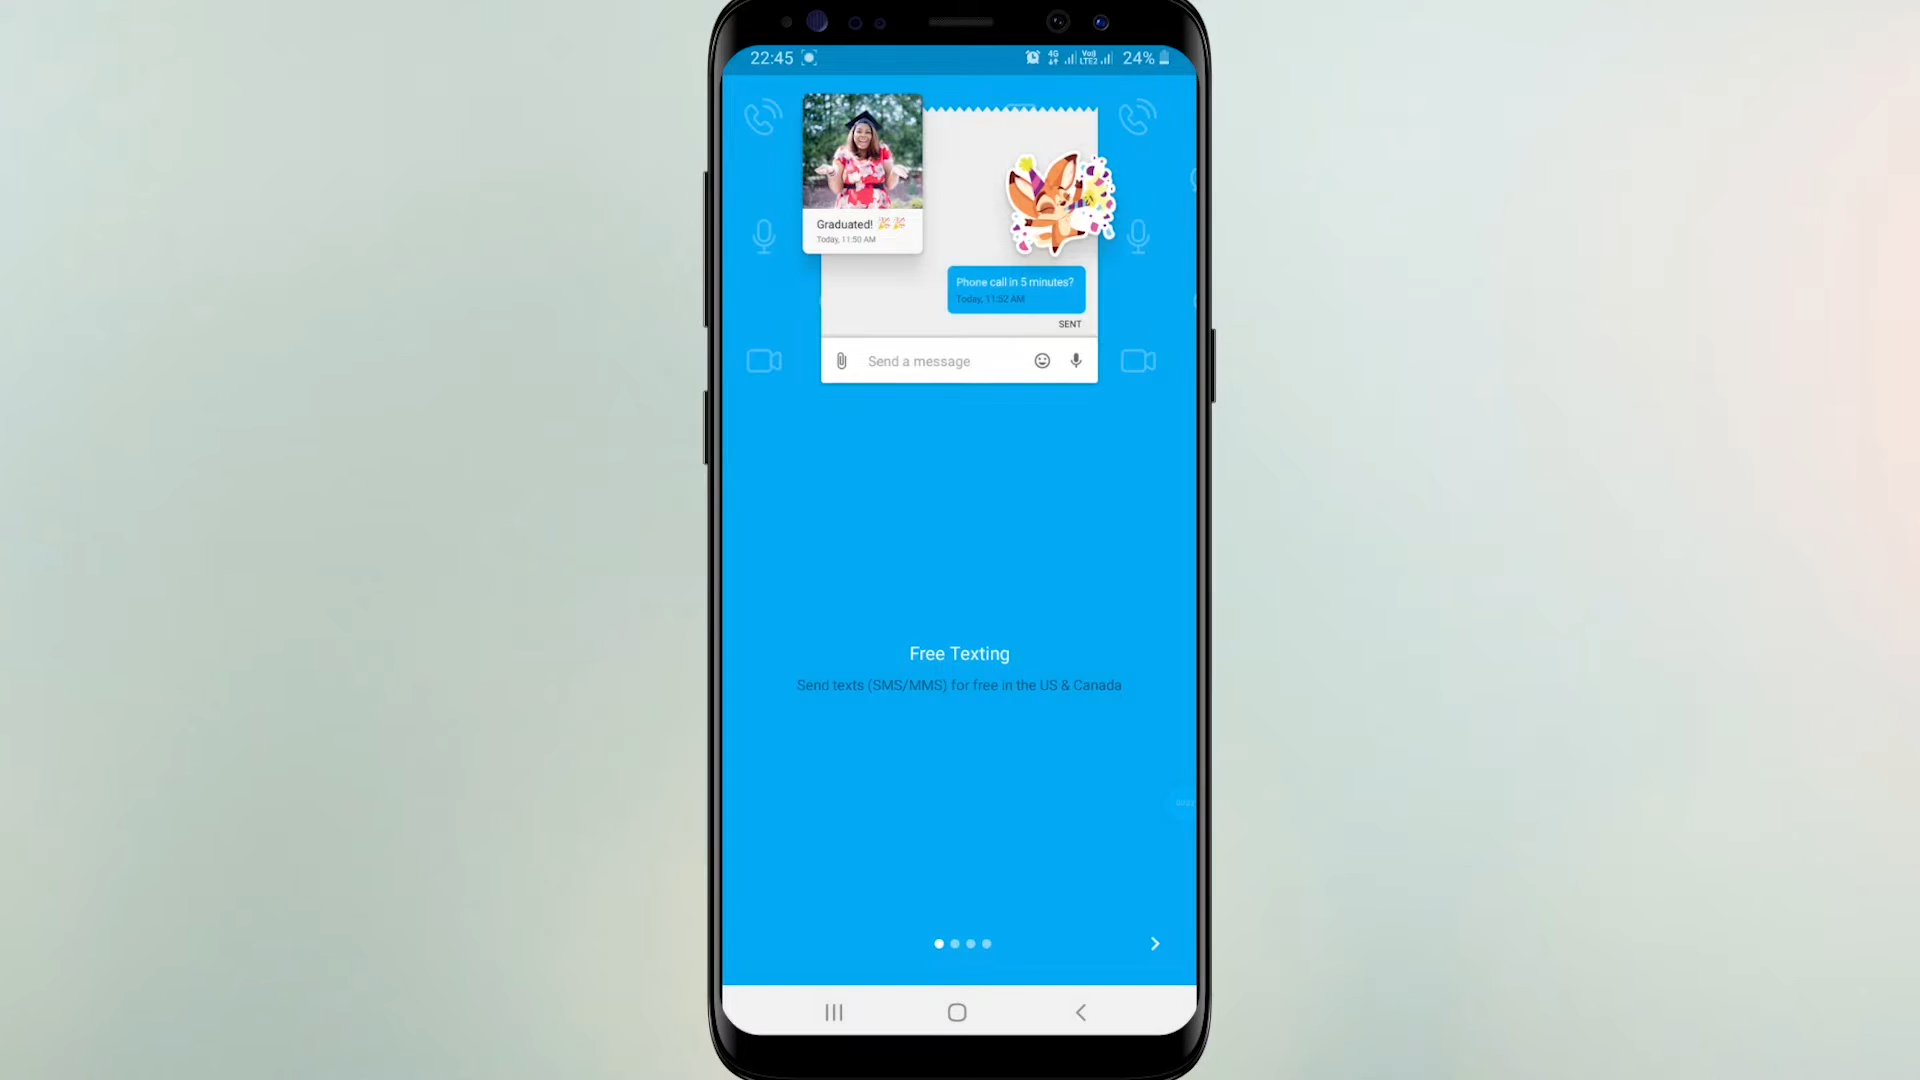 22:45
4G
Vo))
LTE2
24%
Graduated! 🎉🎉
Today, 11:50 AM
Phone call in 5 minutes?
Today, 11:52 AM
SENT
Send a message
Free Texting
Send texts (SMS/MMS) for free in the US & Canada